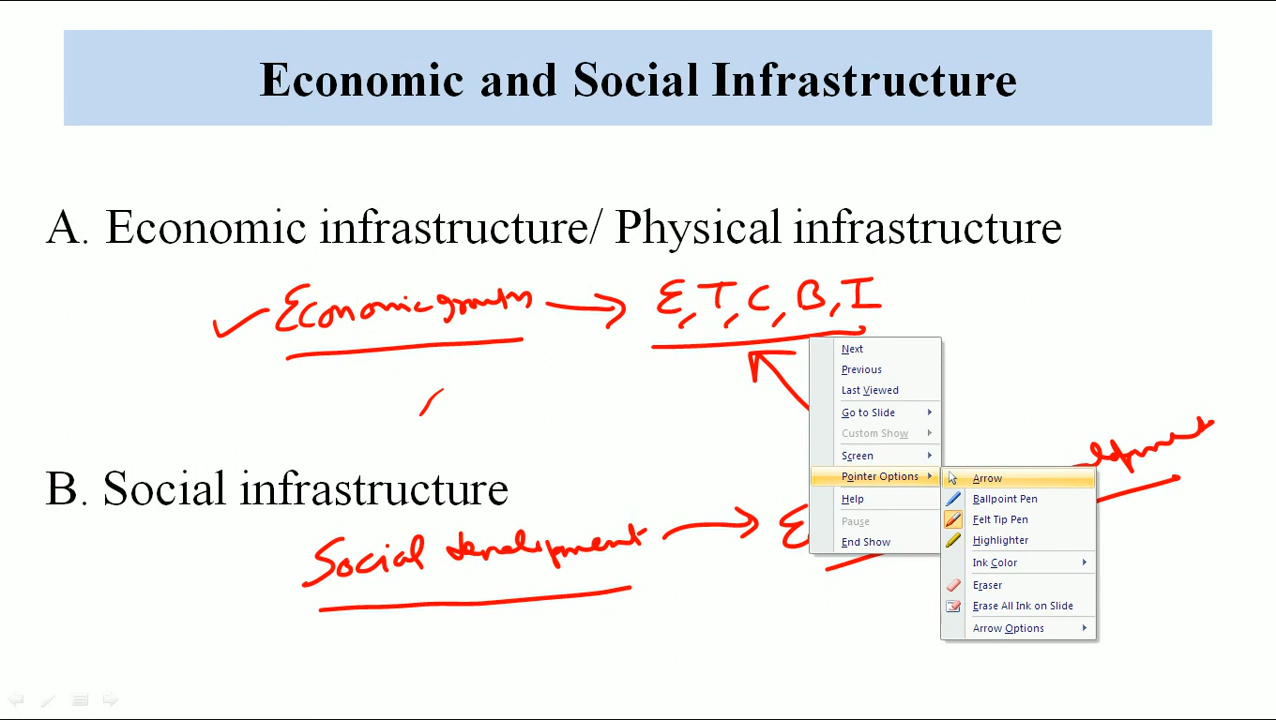 Economic and Social Infrastructure
A. Economic infrastructure/ Physical infrastructure
Economic growth → E, T, C, B, I
B. Social infrastructure
Social development → E
Next
Previous
Last Viewed
Go to Slide
Custom Show
Screen
Pointer Options
Help
Pause
End Show
Arrow
Ballpoint Pen
Felt Tip Pen
Highlighter
Ink Color
Eraser
Erase All Ink on Slide
Arrow Options